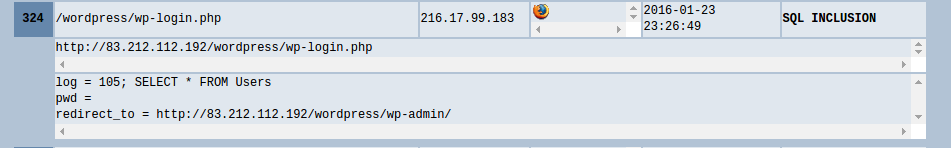 324 /wordpress/wp-login.php 216.17.99.183 2016-01-23 23:26:49 SQL INCLUSION
http://83.212.112.192/wordpress/wp-login.php
log = 105; SELECT * FROM Users
pwd =
redirect_to = http://83.212.112.192/wordpress/wp-admin/